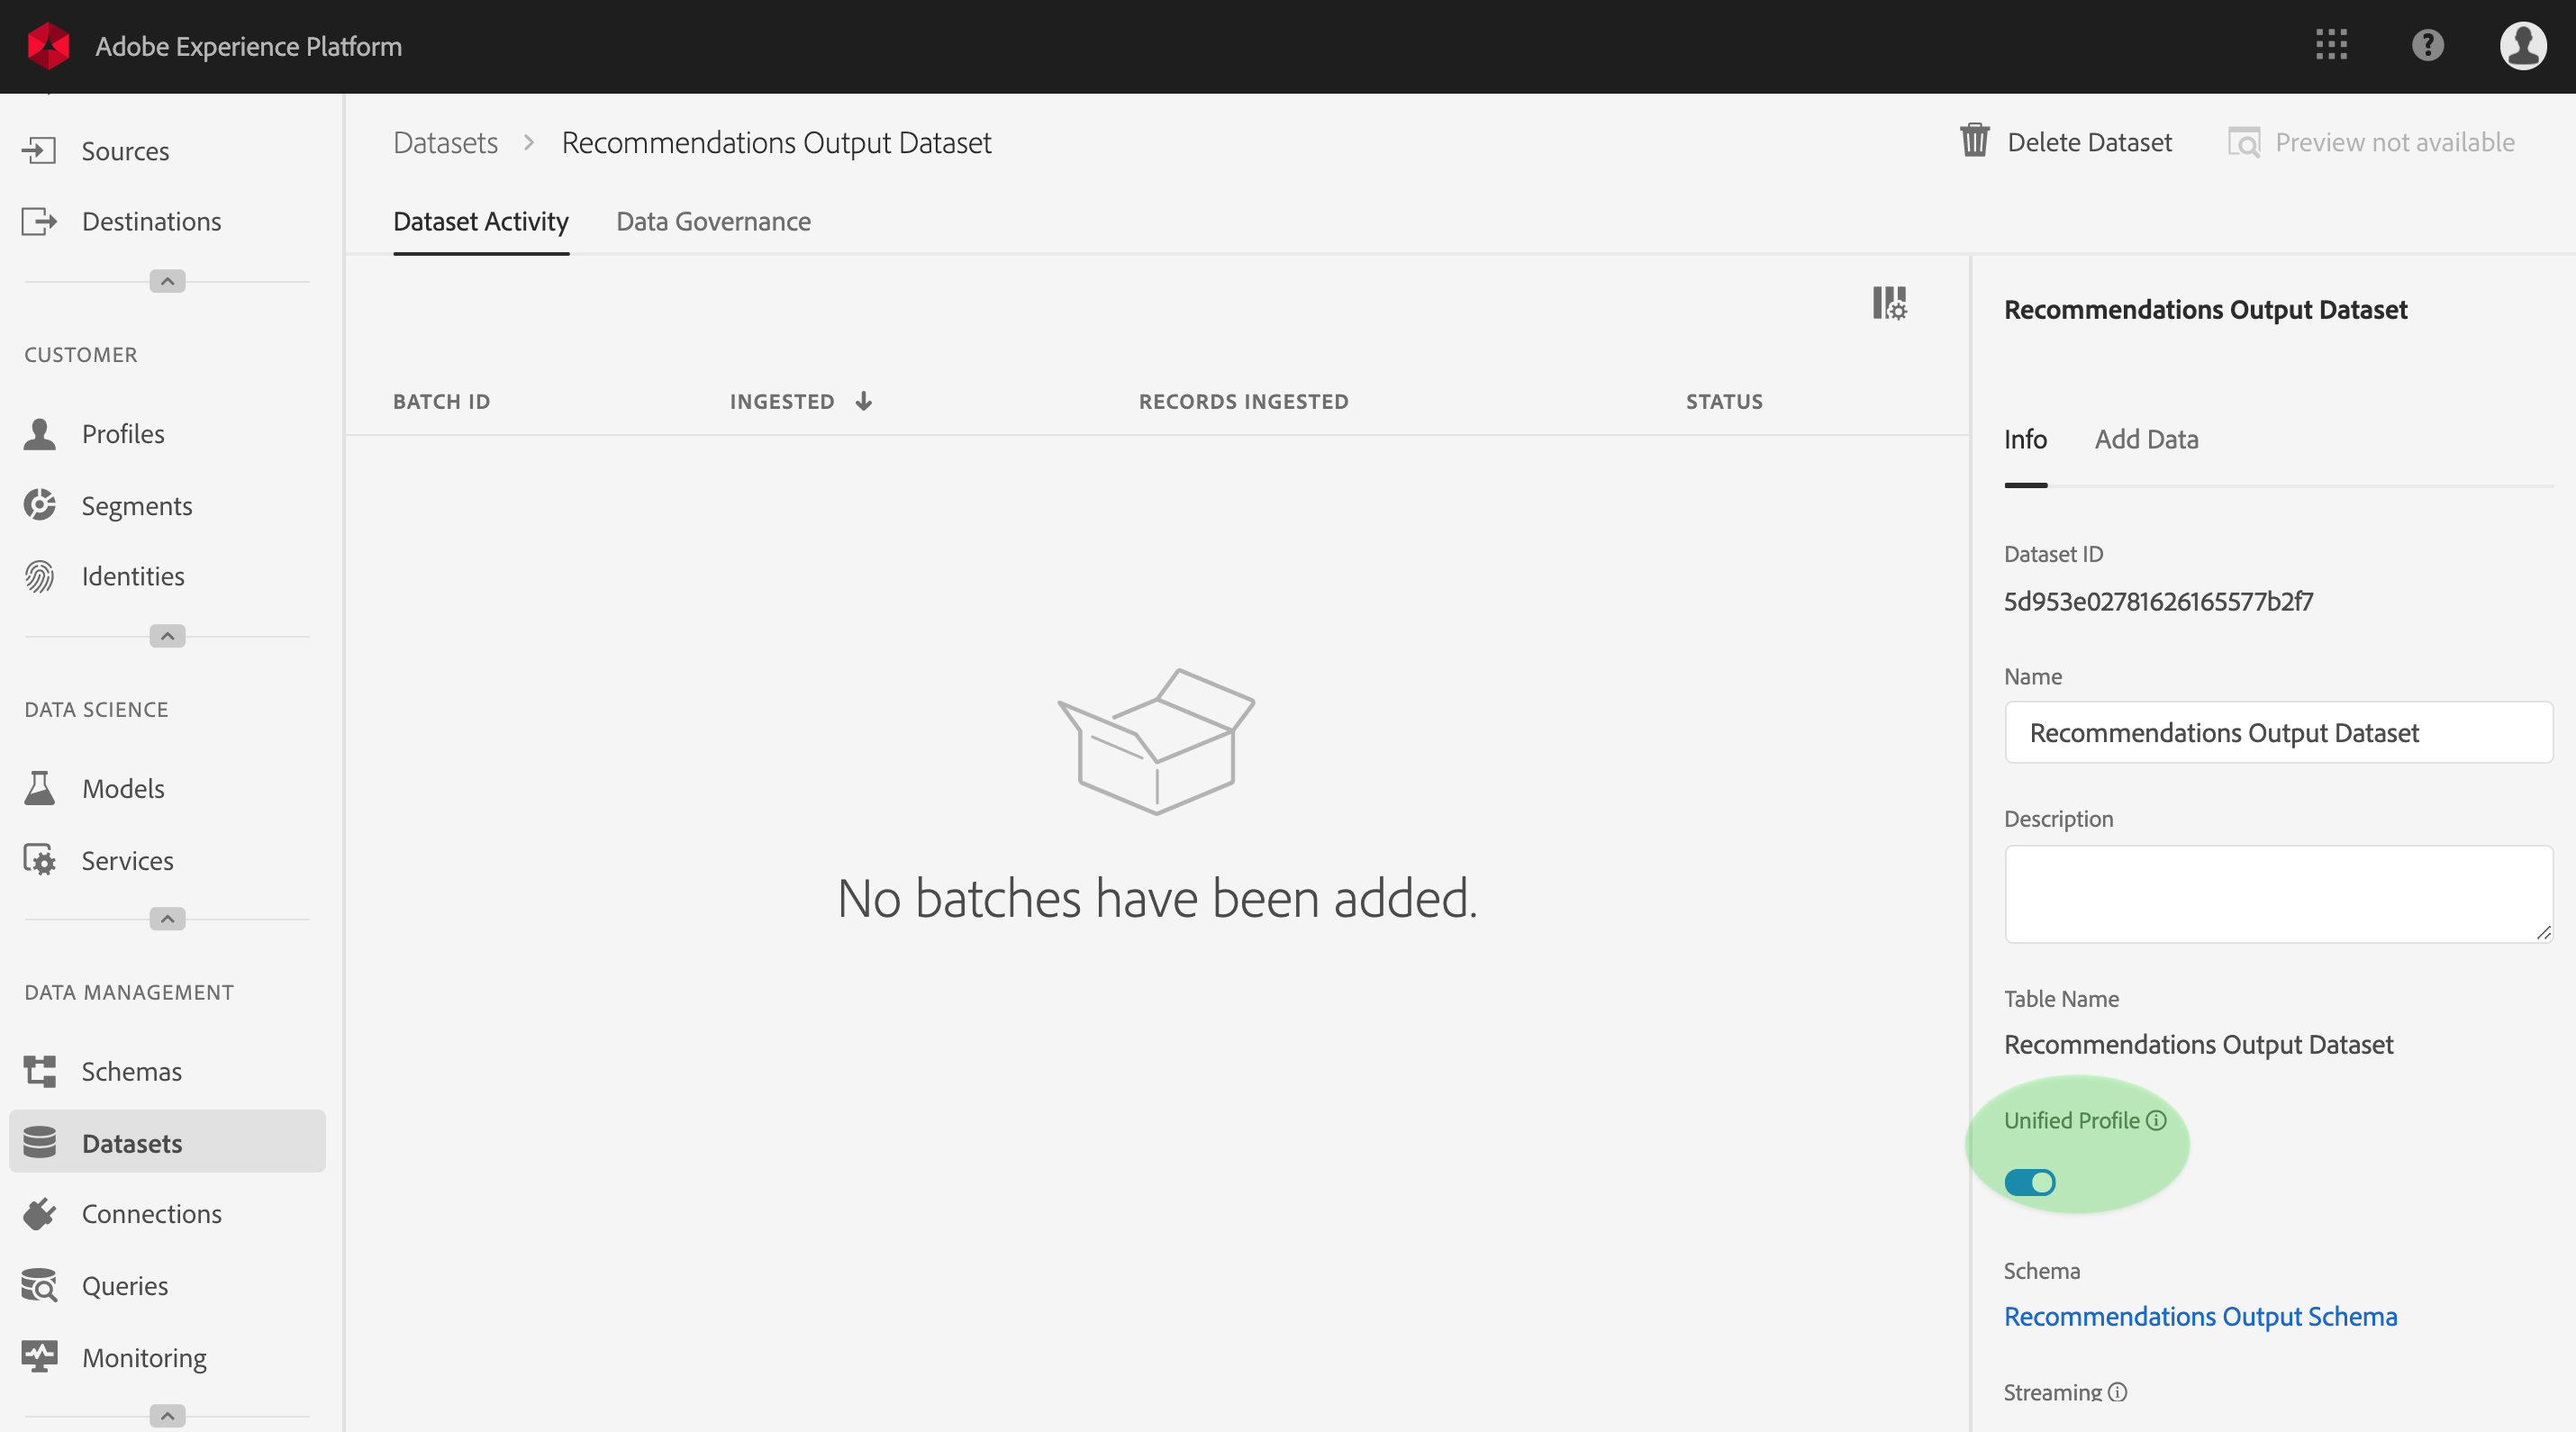 Adobe Experience Platform
Sources
Destinations
CUSTOMER
Profiles
Segments
Identities
DATA SCIENCE
Models
Services
DATA MANAGEMENT
Schemas
Datasets
Connections
Queries
Monitoring
Datasets > Recommendations Output Dataset
Delete Dataset
Preview not available
Dataset Activity Data Governance
BATCH ID INGESTED RECORDS INGESTED STATUS
No batches have been added.
Recommendations Output Dataset
Info Add Data
Dataset ID
5d953e02781626165577b2f7
Name
Recommendations Output Dataset
Description
Table Name
Recommendations Output Dataset
Unified Profile
Schema
Recommendations Output Schema
Streaming